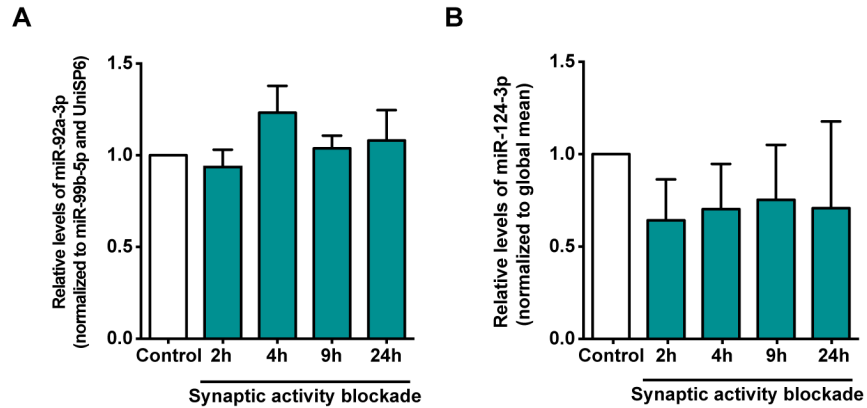 A
Relative levels of miR-92a-3p
(normalized to miR-99b-5p and UniSP6)
1.5
1.0
0.5
0.0
Control 2h 4h 9h 24h
Synaptic activity blockade
B
Relative levels of miR-124-3p
(normalized to global mean)
1.5
1.0
0.5
0.0
Control 2h 4h 9h 24h
Synaptic activity blockade